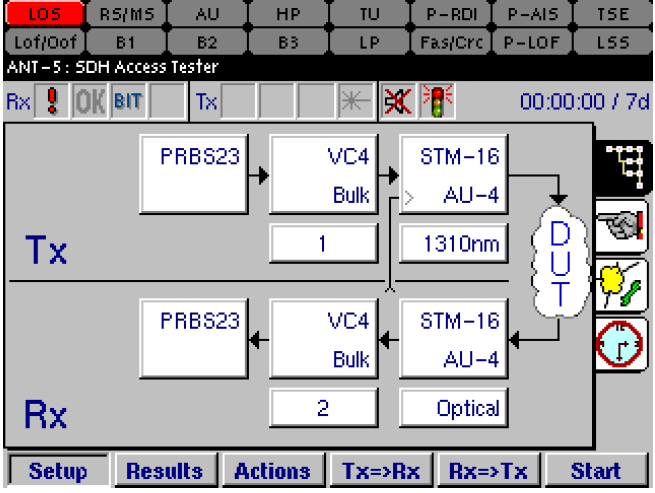 LOS RS/MS AU HP TU P-RDI P-AIS TSE
Lof/Oof B1 B2 B3 LP Fas/Crc P-LOF LSS
ANT-5: SDH Access Tester
Rx ! OK BIT Tx 00:00:00 / 7d
PRBS23 VC4 STM-16
Bulk > AU-4
1 1310nm
Tx
DUT
PRBS23 VC4 STM-16
Bulk AU-4
2 Optical
Rx
Setup Results Actions Tx=>Rx Rx=>Tx Start